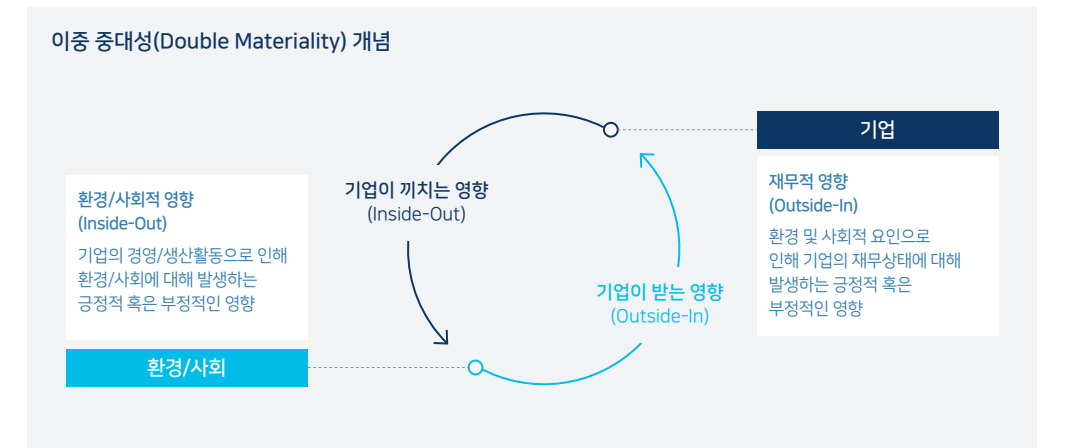 이중 중대성(Double Materiality) 개념
기업
환경/사회적 영향
(Inside-Out)
기업의 경영/생산활동으로 인해
환경/사회에 대해 발생하는
긍정적 혹은 부정적인 영향
환경/사회
기업이 끼치는 영향
(Inside-Out)
기업이 받는 영향
(Outside-In)
재무적 영향
(Outside-In)
환경 및 사회적 요인으로
인해 기업의 재무상태에 대해
발생하는 긍정적 혹은
부정적인 영향